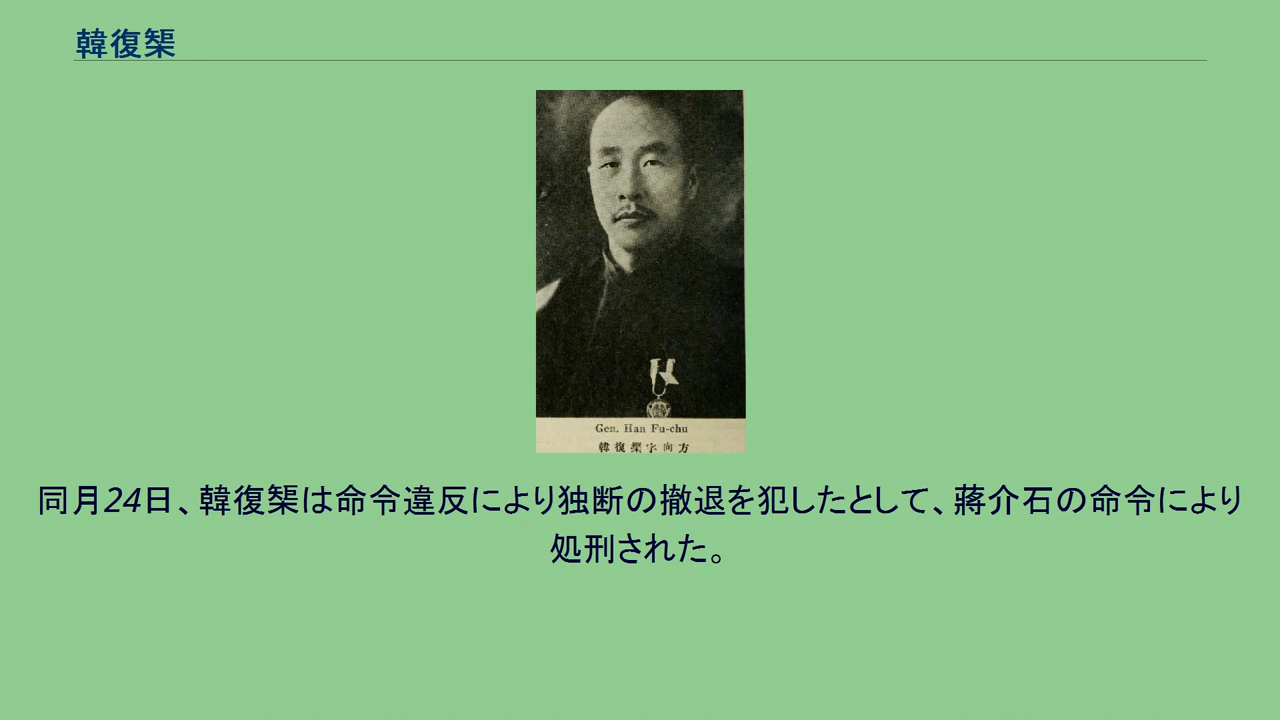 韓復榘
Gen. Han Fu-chu
韓復榘字向方
同月24日、韓復榘は命令違反により独断の撤退を犯したとして、蔣介石の命令により
処刑された。